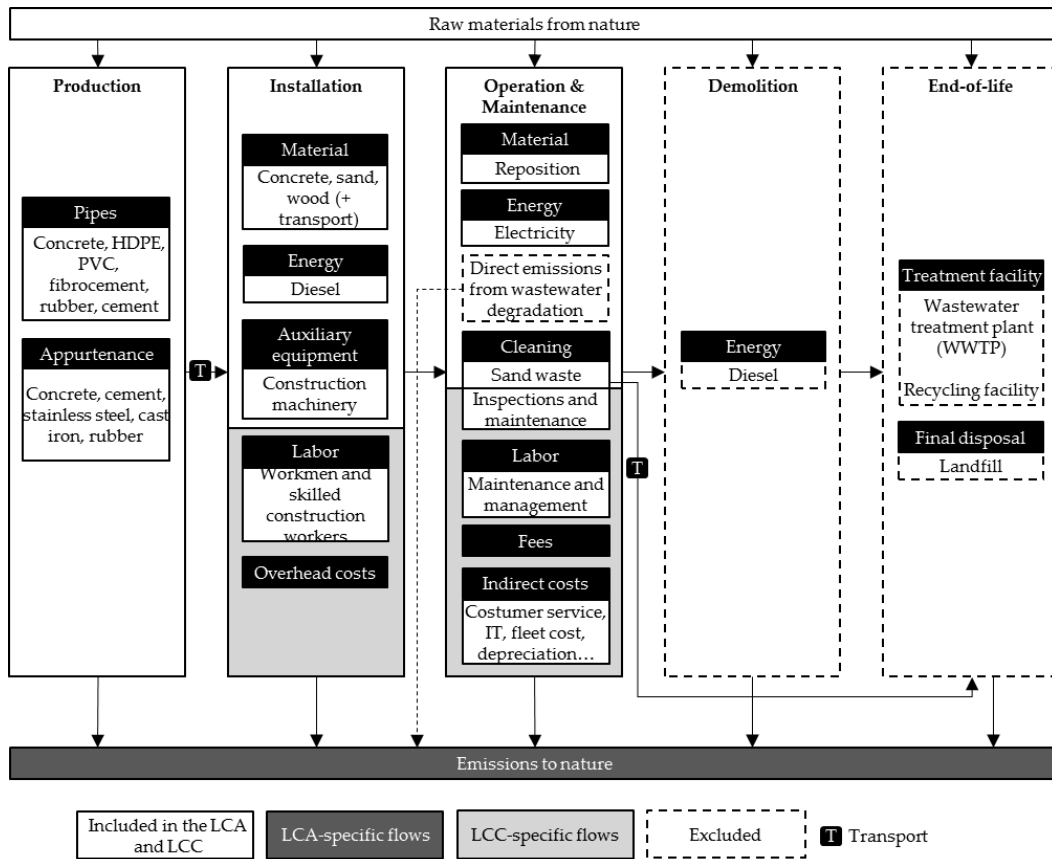 Raw materials from nature
Production
Pipes
Concrete, HDPE,
PVC,
fibrocement,
rubber, cement
Appurtenance
Concrete, cement,
stainless steel, cast
iron, rubber
T
Installation
Material
Concrete, sand,
wood (+
transport)
Energy
Diesel
Auxiliary
equipment
Construction
machinery
Labor
Workmen and
skilled
construction
workers
Overhead costs
Operation &
Maintenance
Material
Reposition
Energy
Electricity
Direct emissions
from wastewater
degradation
Cleaning
Sand waste
Inspections and
maintenance
Labor
Maintenance and
management
Fees
Indirect costs
Costumer service,
IT, fleet cost,
depreciation…
T
Demolition
Energy
Diesel
End-of-life
Treatment facility
Wastewater
treatment plant
(WWTP)
Recycling facility
Final disposal
Landfill
Emissions to nature
Included in the LCA
and LCC
LCA-specific flows
LCC-specific flows
Excluded
T Transport